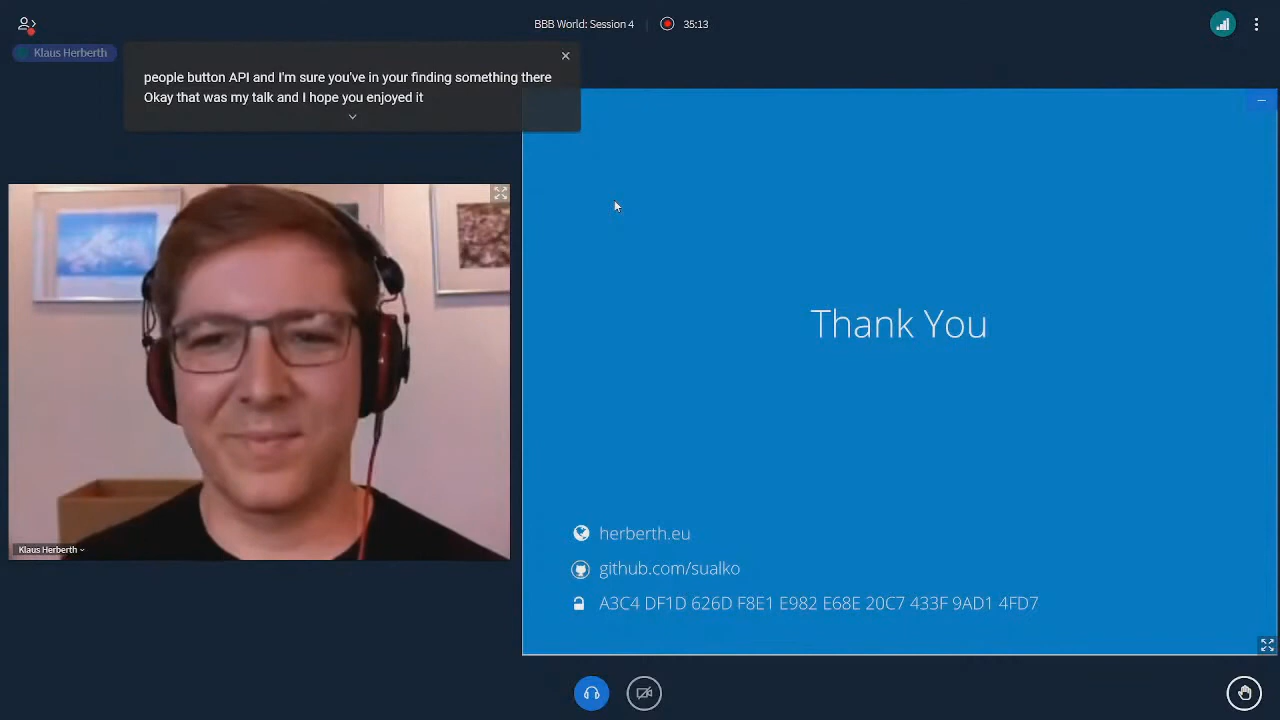 BBB World: Session 4
35:13
Klaus Herberth
people button API and I'm sure you've in your finding something there
Okay that was my talk and I hope you enjoyed it
Klaus Herberth
Thank You
herberth.eu
github.com/sualko
A3C4 DF1D 626D F8E1 E982 E68E 20C7 433F 9AD1 4FD7